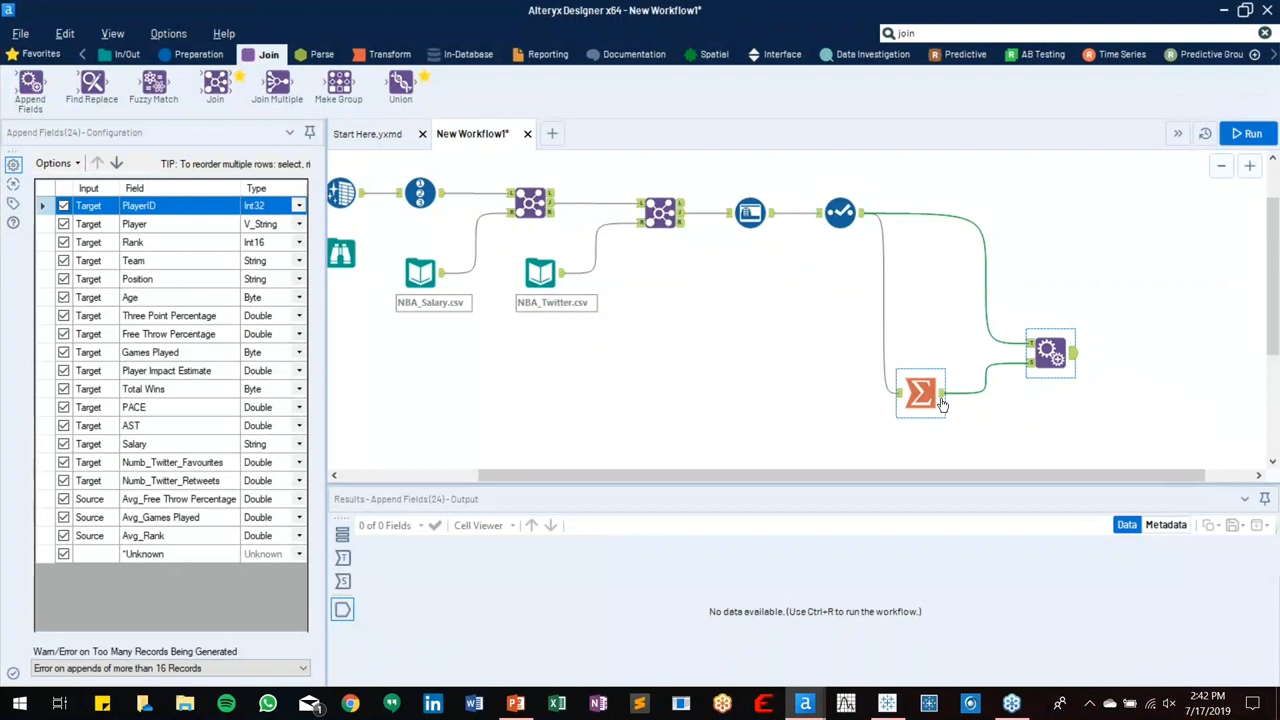 Alteryx Designer x64 - New Workflow1*
File Edit View Options Help
join
Favorites In/Out Preparation Join Parse Transform In-Database Reporting Documentation Spatial Interface Data Investigation Predictive AB Testing Time Series Predictive Grou
Append Fields
Find Replace
Fuzzy Match
Join
Join Multiple
Make Group
Union
Append Fields (24) - Configuration
Start Here.yxmd
New Workflow1*
Run
Options
TIP: To reorder multiple rows: select, ri
Input Field Type
Target PlayerID Int32
Target Player V_String
Target Rank Int16
Target Team String
Target Position String
Target Age Byte
Target Three Point Percentage Double
Target Free Throw Percentage Double
Target Games Played Byte
Target Player Impact Estimate Double
Target Total Wins Byte
Target PACE Double
Target AST Double
Target Salary String
Target Numb_Twitter_Favourites Double
Target Numb_Twitter_Retweets Double
Source Avg_Free Throw Percentage Double
Source Avg_Games Played Double
Source Avg_Rank Double
*Unknown Unknown
Warn/Error on Too Many Records Being Generated
Error on appends of more than 16 Records
NBA_Salary.csv
NBA_Twitter.csv
Results - Append Fields (24) - Output
0 of 0 Fields
Cell Viewer
Data
Metadata
No data available. (Use Ctrl+R to run the workflow.)
2:42 PM
7/17/2019